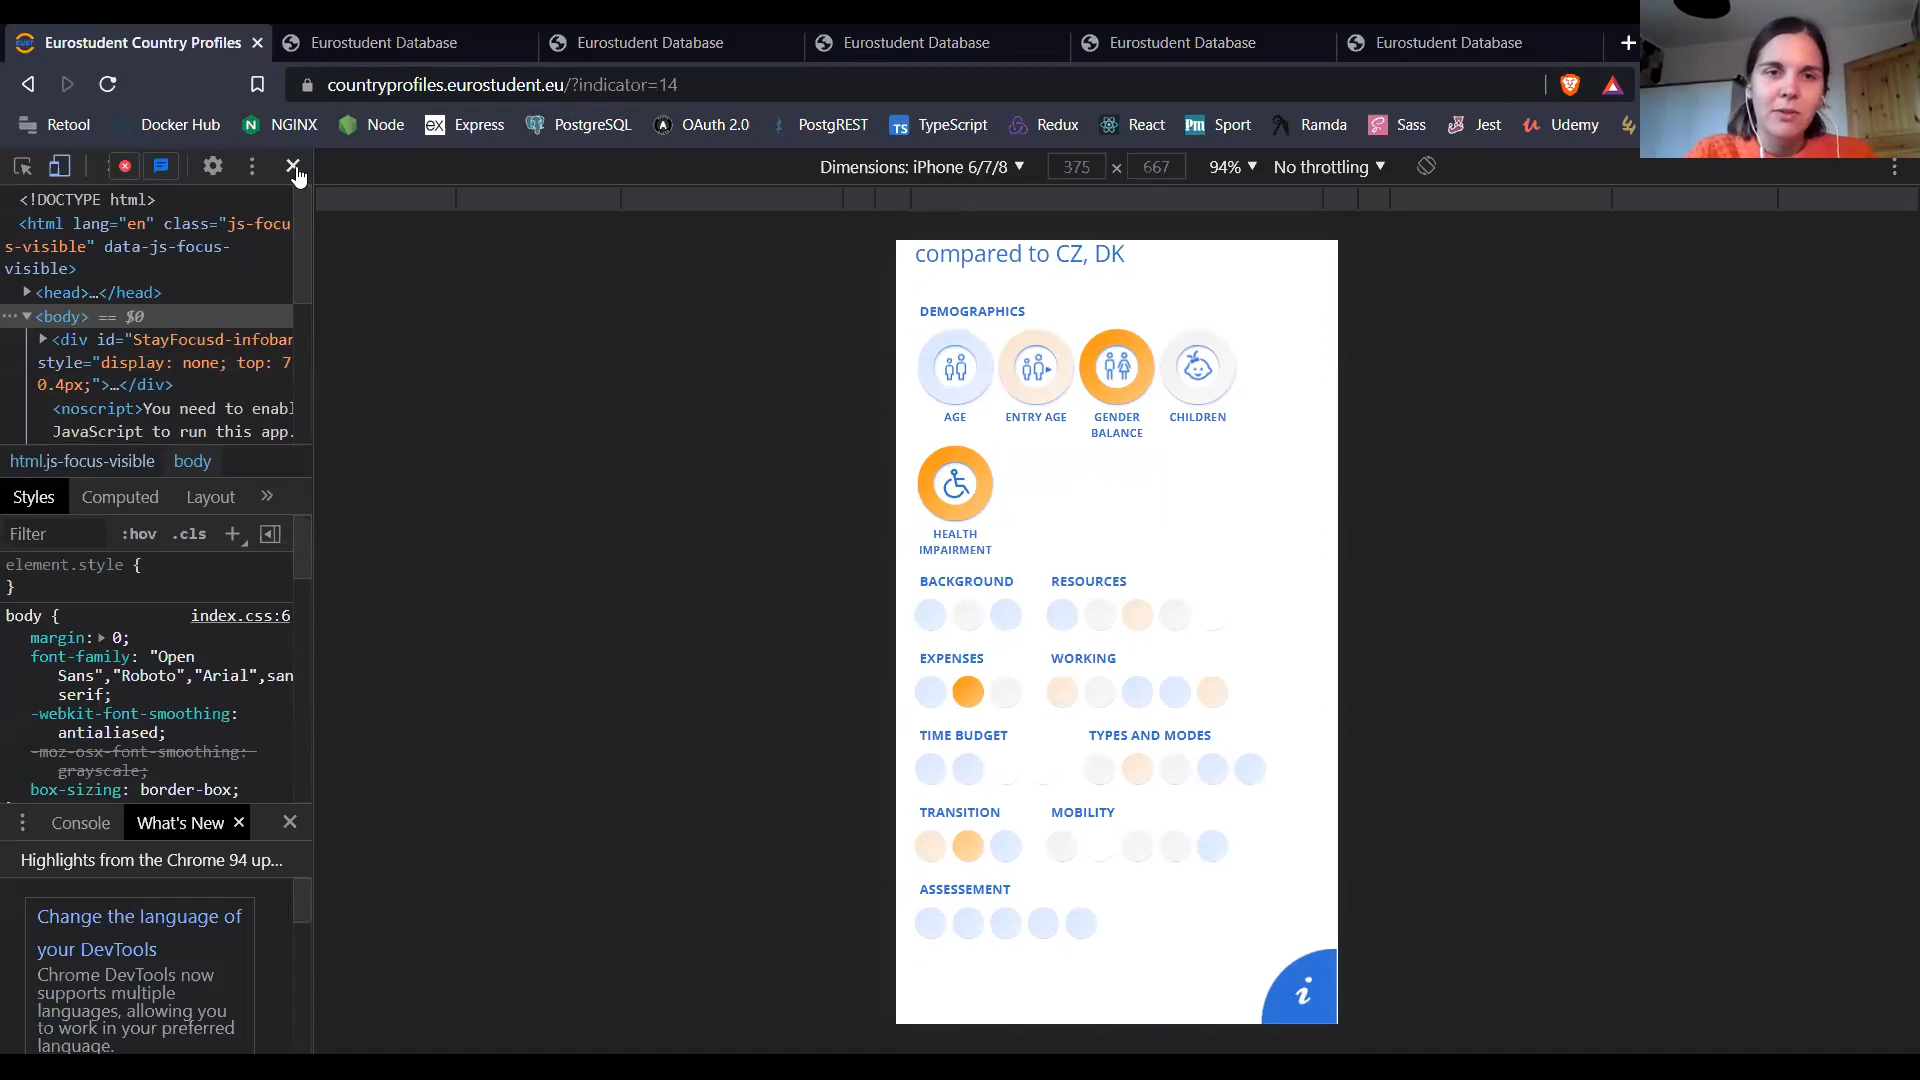 Eurostudent Country Profiles
Eurostudent Database
Eurostudent Database
Eurostudent Database
Eurostudent Database
Eurostudent Database
countryprofiles.eurostudent.eu/?indicator=14
Retool
Docker Hub
NGINX
Node
ex Express
PostgreSQL
OAuth 2.0
PostgREST
TS TypeScript
Redux
React
Pm Sport
Ramda
Sass
Jest
Udemy
Dimensions: iPhone 6/7/8
375 × 667
94%
No throttling
<!DOCTYPE html>
<html lang="en" class="js-focu
s-visible" data-js-focus-
visible>
<head>…</head>
<body> == $0
<div id="StayFocusd-infobar
style="display: none; top: 7
0.4px;">…</div>
<noscript>You need to enabl
JavaScript to run this app.
html.js-focus-visible body
Styles Computed Layout »
Filter :hov .cls +
element.style {
}
body { index.css:6
margin: 0;
font-family: "Open
Sans","Roboto","Arial",san
serif;
-webkit-font-smoothing:
antialiased;
-moz-osx-font-smoothing:
grayscale;
box-sizing: border-box;
Console What's New
Highlights from the Chrome 94 up...
Change the language of
your DevTools
Chrome DevTools now
supports multiple
languages, allowing you
to work in your preferred
language.
compared to CZ, DK
DEMOGRAPHICS
AGE
ENTRY AGE
GENDER
BALANCE
CHILDREN
HEALTH
IMPAIRMENT
BACKGROUND RESOURCES
EXPENSES WORKING
TIME BUDGET TYPES AND MODES
TRANSITION MOBILITY
ASSESSEMENT
i